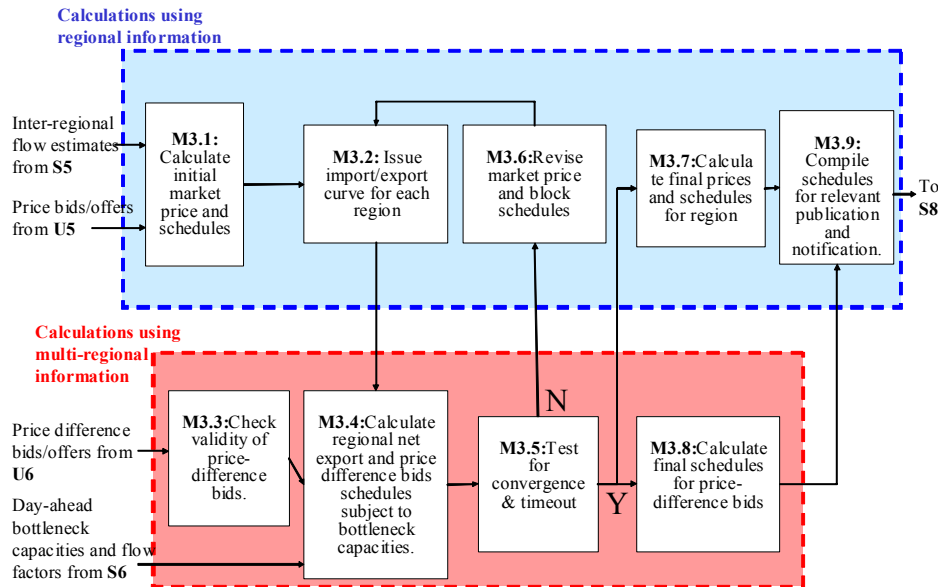 Calculations using
regional information
Inter-regional
flow estimates
from S5
Price bids/offers
from U5
M3.1:
Calculate
initial
market
price and
schedules
M3.2: Issue
import/export
curve for each
region
M3.6:Revise
market price
and block
schedules
M3.7:Calcula
te final prices
and schedules
for region
M3.9:
Compile
schedules
for relevant
publication
and
notification.
To
S8
Calculations using
multi-regional
information
Price difference
bids/offers from
U6
Day-ahead
bottleneck
capacities and flow
factors from S6
M3.3:Check
validity of
price-
difference
bids.
M3.4:Calculate
regional net
export and price
difference bids
schedules
subject to
bottleneck
capacities.
N
M3.5:Test
for
convergence
& timeout
Y
M3.8:Calculate
final schedules
for price-
difference bids